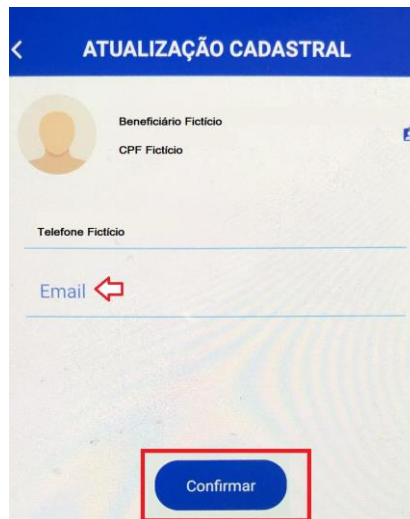 ATUALIZAÇÃO CADASTRAL
Beneficiário Fictício
CPF Fictício
Telefone Fictício
Email
Confirmar